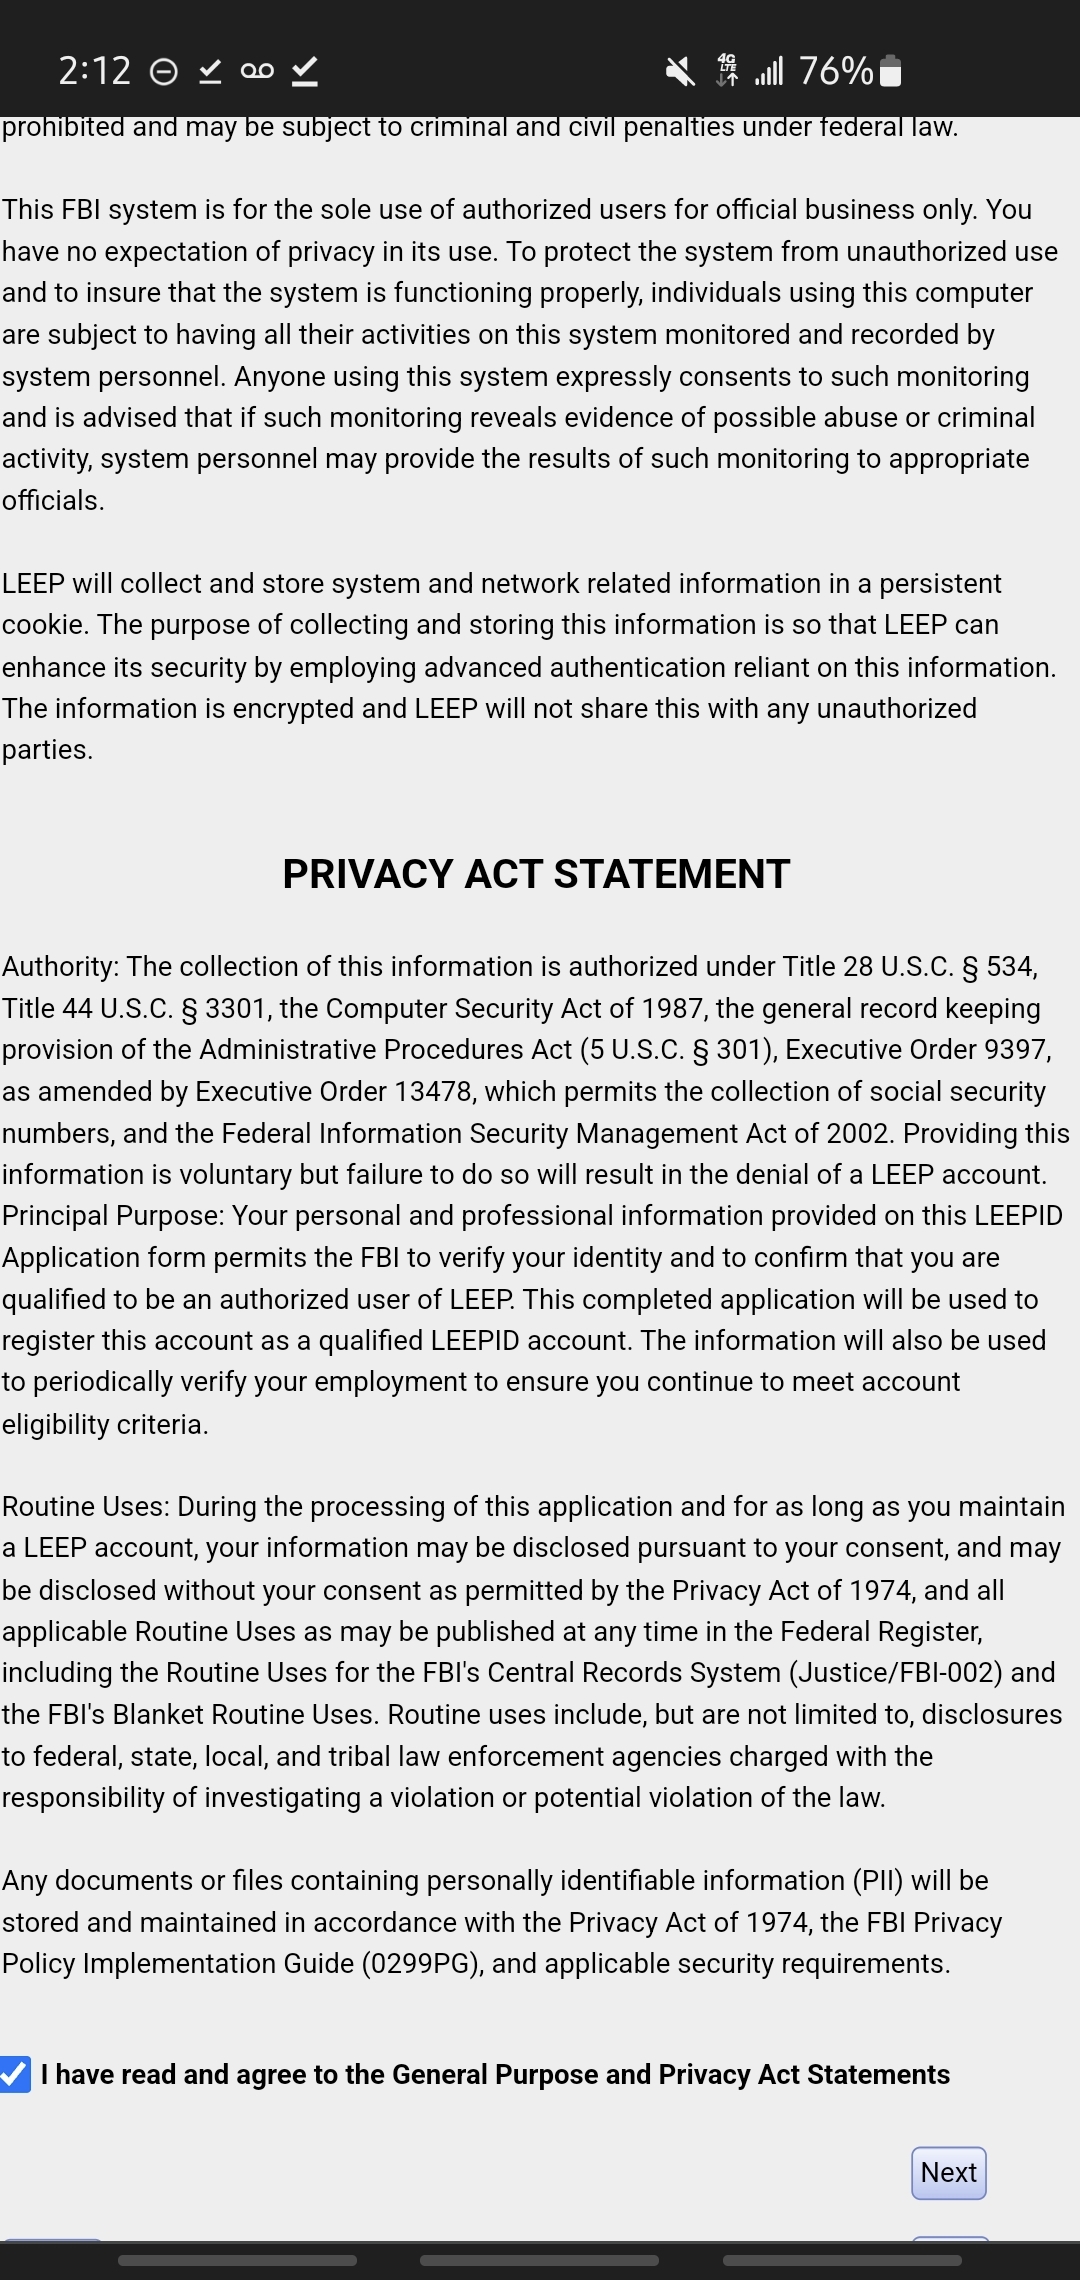 2:12 4G LTE 76%
prohibited and may be subject to criminal and civil penalties under federal law.
This FBI system is for the sole use of authorized users for official business only. You
have no expectation of privacy in its use. To protect the system from unauthorized use
and to insure that the system is functioning properly, individuals using this computer
are subject to having all their activities on this system monitored and recorded by
system personnel. Anyone using this system expressly consents to such monitoring
and is advised that if such monitoring reveals evidence of possible abuse or criminal
activity, system personnel may provide the results of such monitoring to appropriate
officials.
LEEP will collect and store system and network related information in a persistent
cookie. The purpose of collecting and storing this information is so that LEEP can
enhance its security by employing advanced authentication reliant on this information.
The information is encrypted and LEEP will not share this with any unauthorized
parties.
PRIVACY ACT STATEMENT
Authority: The collection of this information is authorized under Title 28 U.S.C. § 534,
Title 44 U.S.C. § 3301, the Computer Security Act of 1987, the general record keeping
provision of the Administrative Procedures Act (5 U.S.C. § 301), Executive Order 9397,
as amended by Executive Order 13478, which permits the collection of social security
numbers, and the Federal Information Security Management Act of 2002. Providing this
information is voluntary but failure to do so will result in the denial of a LEEP account.
Principal Purpose: Your personal and professional information provided on this LEEPID
Application form permits the FBI to verify your identity and to confirm that you are
qualified to be an authorized user of LEEP. This completed application will be used to
register this account as a qualified LEEPID account. The information will also be used
to periodically verify your employment to ensure you continue to meet account
eligibility criteria.
Routine Uses: During the processing of this application and for as long as you maintain
a LEEP account, your information may be disclosed pursuant to your consent, and may
be disclosed without your consent as permitted by the Privacy Act of 1974, and all
applicable Routine Uses as may be published at any time in the Federal Register,
including the Routine Uses for the FBI's Central Records System (Justice/FBI-002) and
the FBI's Blanket Routine Uses. Routine uses include, but are not limited to, disclosures
to federal, state, local, and tribal law enforcement agencies charged with the
responsibility of investigating a violation or potential violation of the law.
Any documents or files containing personally identifiable information (PII) will be
stored and maintained in accordance with the Privacy Act of 1974, the FBI Privacy
Policy Implementation Guide (0299PG), and applicable security requirements.
I have read and agree to the General Purpose and Privacy Act Statements
Next